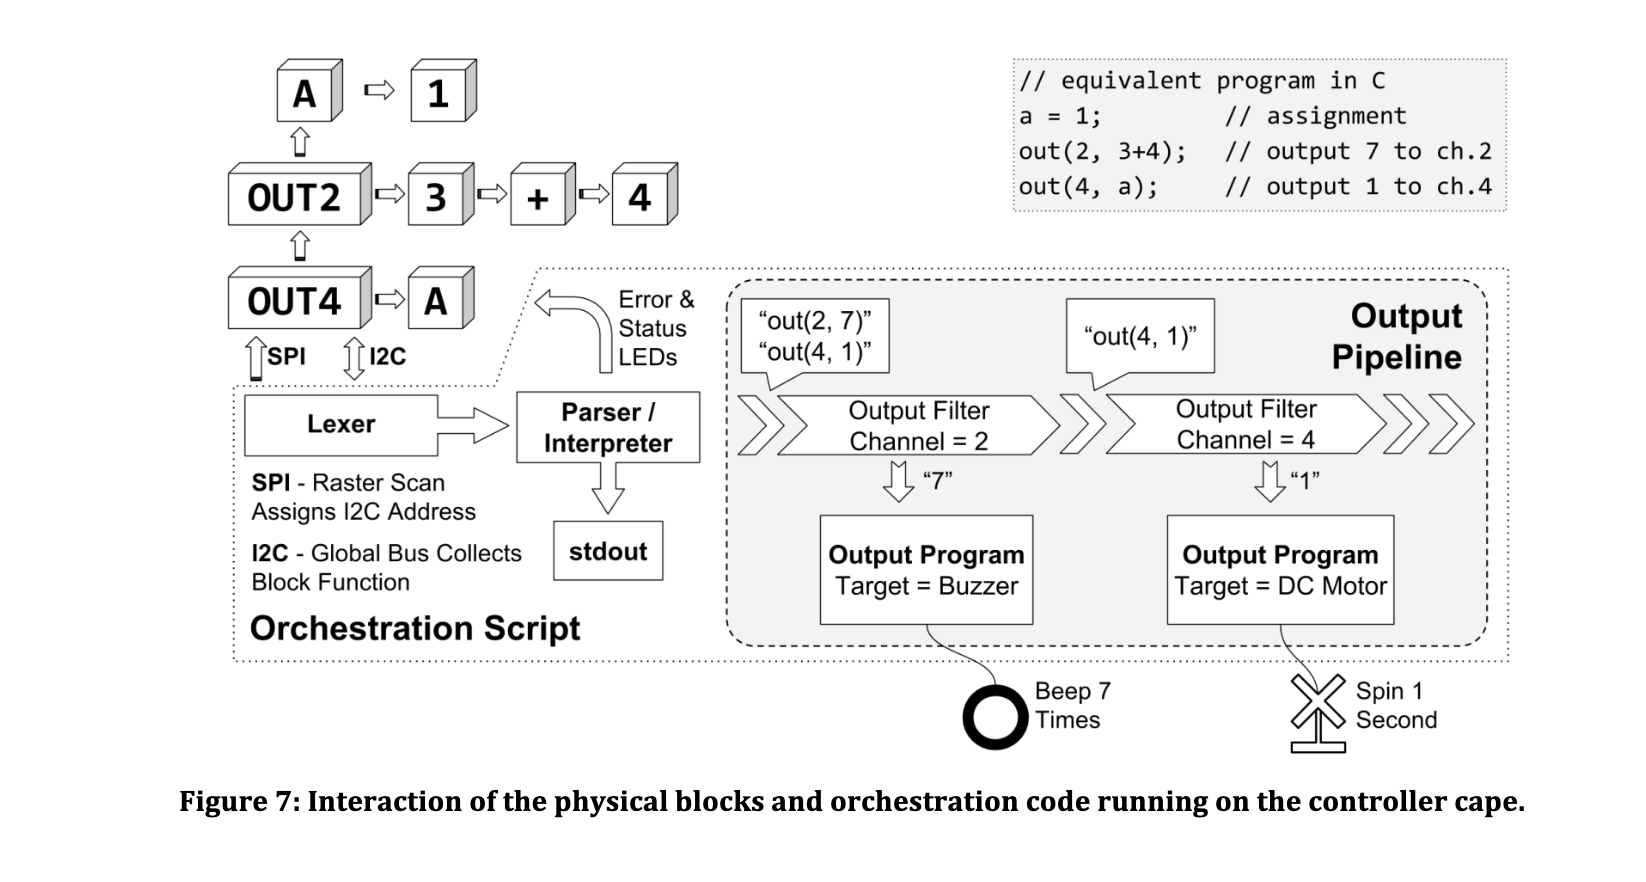 A 1
OUT2 3 + 4
OUT4 A
SPI I2C
// equivalent program in C
a = 1; // assignment
out(2, 3+4); // output 7 to ch.2
out(4, a); // output 1 to ch.4
Error &
Status
LEDs
Lexer
Parser /
Interpreter
stdout
SPI - Raster Scan
Assigns I2C Address
I2C - Global Bus Collects
Block Function
Orchestration Script
Output
Pipeline
“out(2, 7)”
“out(4, 1)”
“out(4, 1)”
Output Filter
Channel = 2
Output Filter
Channel = 4
“7”
“1”
Output Program
Target = Buzzer
Output Program
Target = DC Motor
Beep 7
Times
Spin 1
Second
Figure 7: Interaction of the physical blocks and orchestration code running on the controller cape.